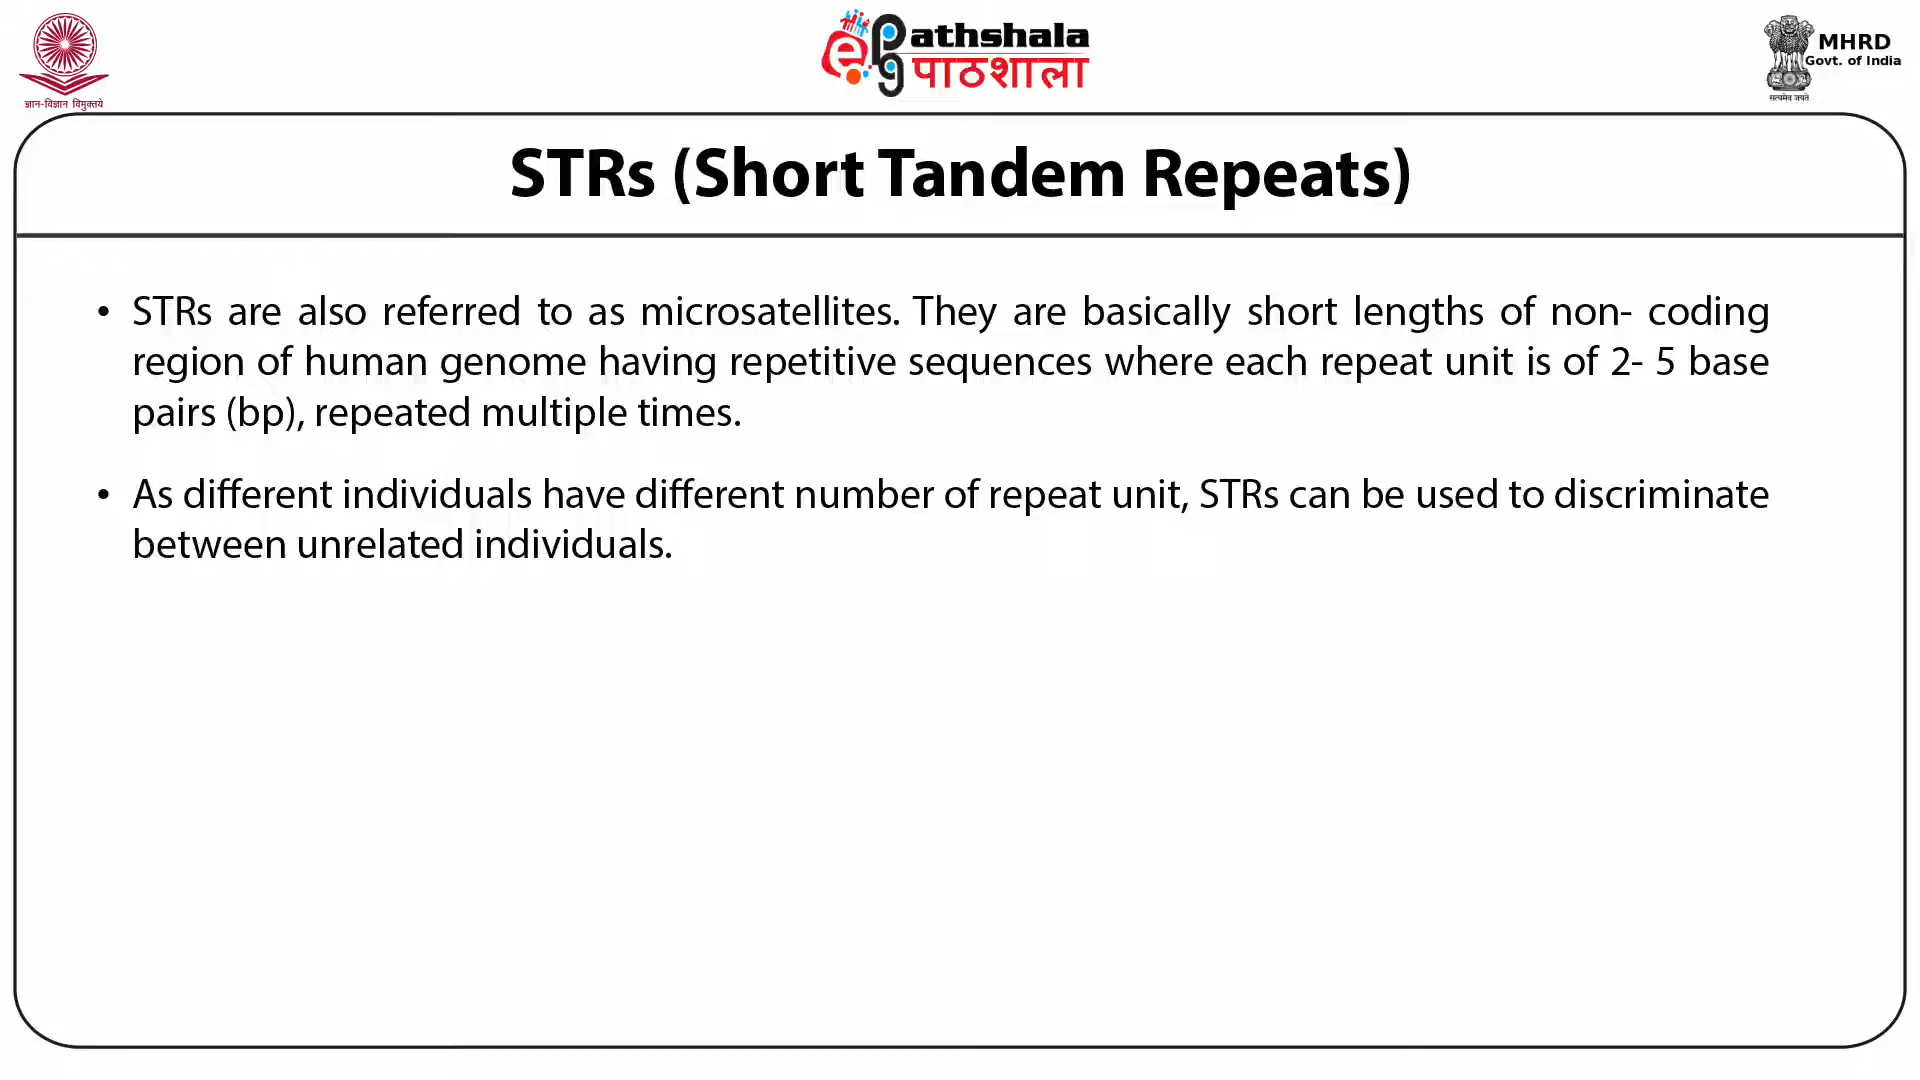 ज्ञान-विज्ञान विमुक्तये
ePG Pathshala
पाठशाला
MHRD
Govt. of India
सत्यमेव जयते
STRs (Short Tandem Repeats)
• STRs are also referred to as microsatellites. They are basically short lengths of non- coding
region of human genome having repetitive sequences where each repeat unit is of 2- 5 base
pairs (bp), repeated multiple times.
• As different individuals have different number of repeat unit, STRs can be used to discriminate
between unrelated individuals.